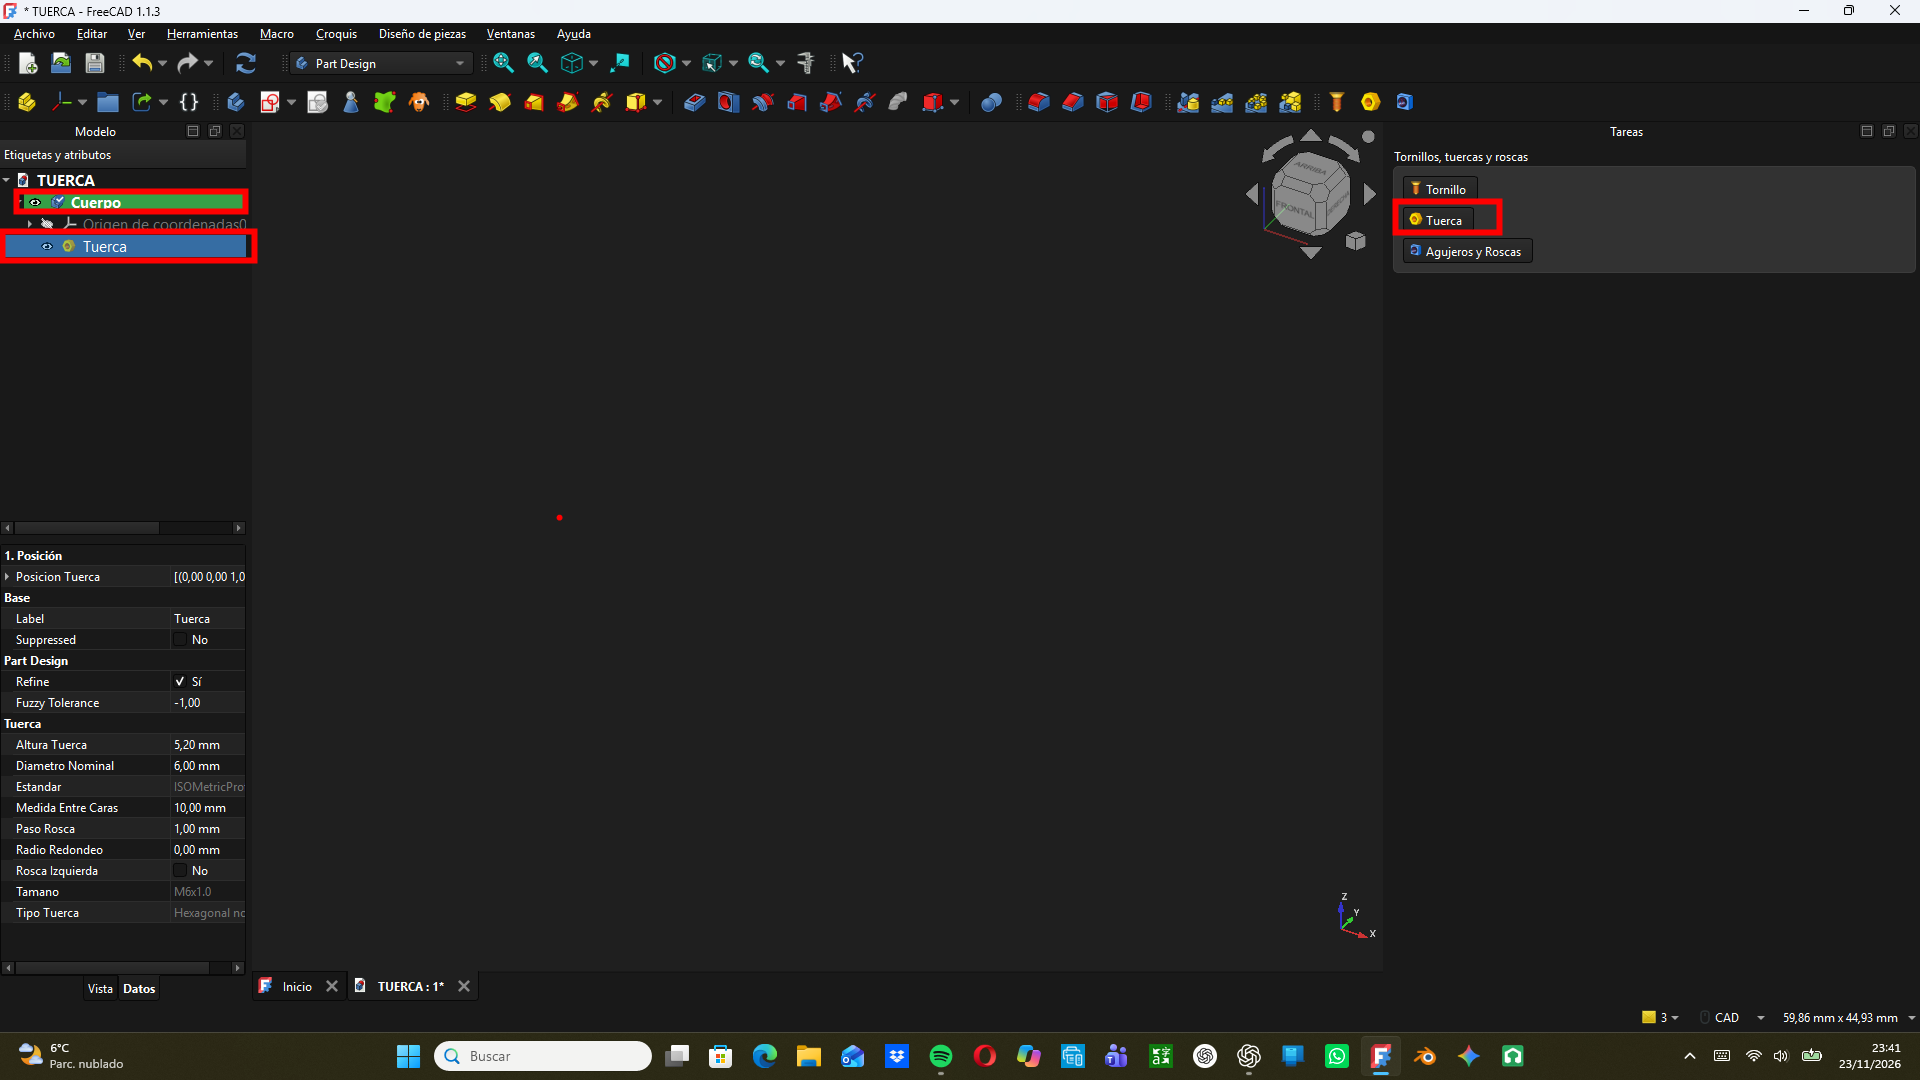 * TUERCA - FreeCAD 1.1.3
Archivo Editar Ver Herramientas Macro Croquis Diseño de piezas Ventanas Ayuda
Part Design
Modelo
Etiquetas y atributos
TUERCA
Cuerpo
Origen de coordenadas0
Tuerca
1. Posición
Posicion Tuerca [(0,00 0,00 1,0
Base
Label Tuerca
Suppressed No
Part Design
Refine Sí
Fuzzy Tolerance -1,00
Tuerca
Altura Tuerca 5,20 mm
Diametro Nominal 6,00 mm
Estandar ISOMetricPro
Medida Entre Caras 10,00 mm
Paso Rosca 1,00 mm
Radio Redondeo 0,00 mm
Rosca Izquierda No
Tamano M6x1.0
Tipo Tuerca Hexagonal no
Vista Datos
ARRIBA
FRONTAL
DERECHA
Z
Y
X
Inicio
TUERCA : 1*
Tareas
Tornillos, tuercas y roscas
Tornillo
Tuerca
Agujeros y Roscas
3 CAD 59,86 mm x 44,93 mm
6°C
Parc. nublado
Buscar
23:41
23/11/2026